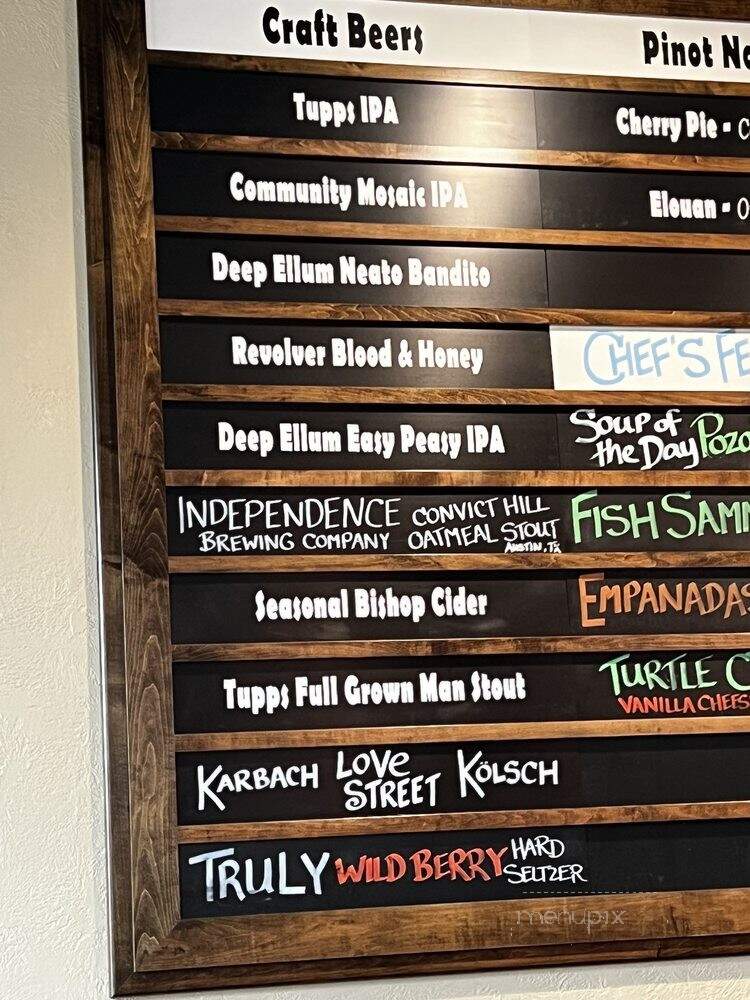 Craft Beers
Tupps IPA
Community Mosaic IPA
Deep Ellum Neato Bandito
Revolver Blood & Honey
Deep Ellum Easy Peasy IPA
INDEPENDENCE CONVICT HILL
BREWING COMPANY OATMEAL STOUT
AUSTIN, TX
Seasonal Bishop Cider
Tupps Full Grown Man Stout
KARBACH LOVE STREET KÖLSCH
TRULY WILD BERRY HARD SELTZER
Pinot
Cherry Pie -
Elouan -
CHEF'S
Soup of
the Day
FISH
EMPANADAS
TURTLE
VANILLA CHEFS
menupix